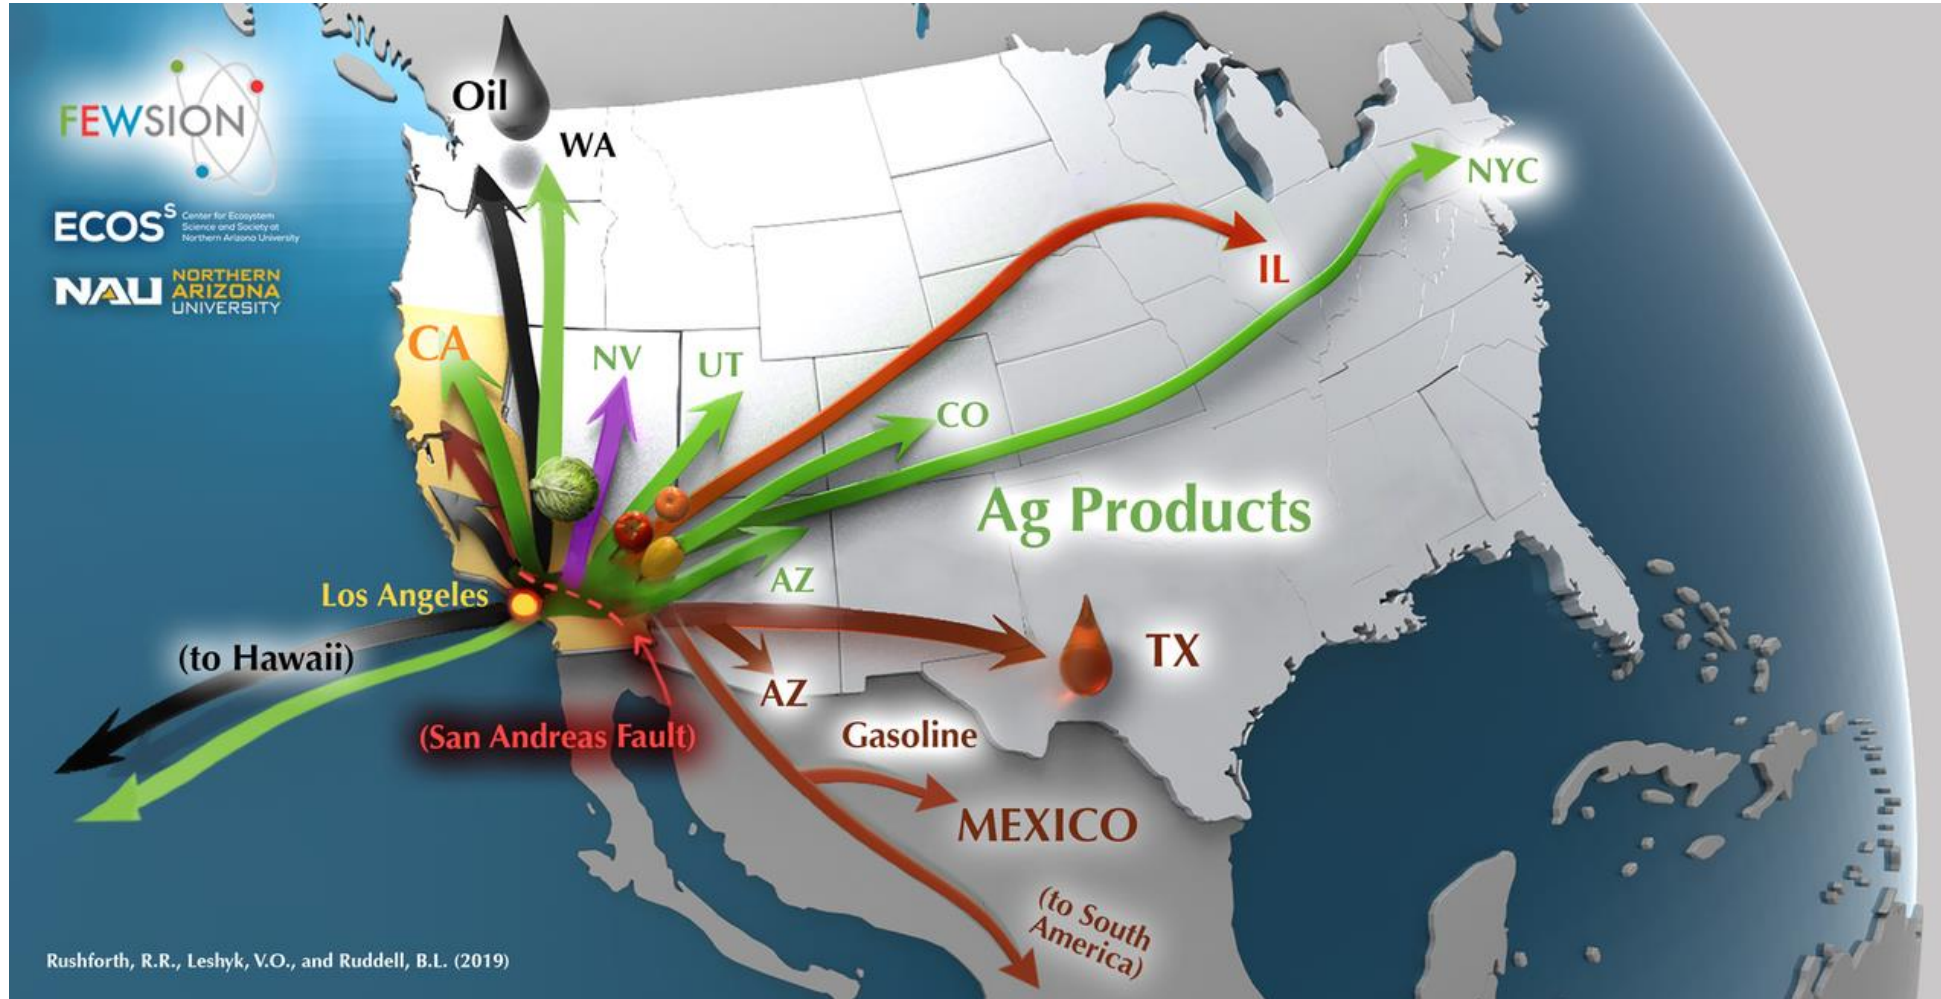 FEWSION
ECOSS
Center for Ecosystem
Science and Society at
Northern Arizona University
NAU
NORTHERN
ARIZONA
UNIVERSITY
Oil
WA
NYC
IL
CA
NV
UT
CO
Ag Products
AZ
Los Angeles
(to Hawaii)
TX
AZ
(San Andreas Fault)
Gasoline
MEXICO
(to South
America)
Rushforth, R.R., Leshyk, V.O., and Ruddell, B.L. (2019)